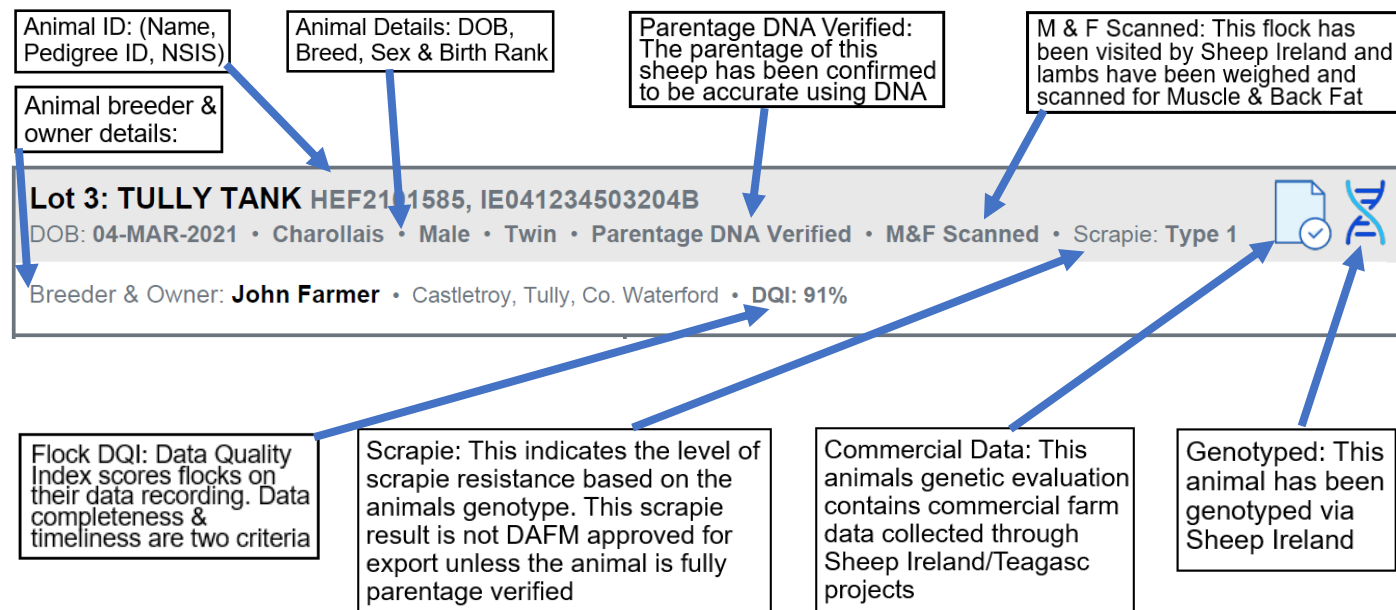 Animal ID: (Name,
Pedigree ID, NSIS)
Animal Details: DOB,
Breed, Sex & Birth Rank
Parentage DNA Verified:
The parentage of this
sheep has been confirmed
to be accurate using DNA
M & F Scanned: This flock has
been visited by Sheep Ireland and
lambs have been weighed and
scanned for Muscle & Back Fat
Animal breeder &
owner details:
Lot 3: TULLY TANK HEF2101585, IE041234503204B
DOB: 04-MAR-2021 • Charollais • Male • Twin • Parentage DNA Verified • M&F Scanned • Scrapie: Type 1
Breeder & Owner: John Farmer • Castletroy, Tully, Co. Waterford • DQI: 91%
Flock DQI: Data Quality
Index scores flocks on
their data recording. Data
completeness &
timeliness are two criteria
Scrapie: This indicates the level of
scrapie resistance based on the
animals genotype. This scrapie
result is not DAFM approved for
export unless the animal is fully
parentage verified
Commercial Data: This
animals genetic evaluation
contains commercial farm
data collected through
Sheep Ireland/Teagasc
projects
Genotyped: This
animal has been
genotyped via
Sheep Ireland